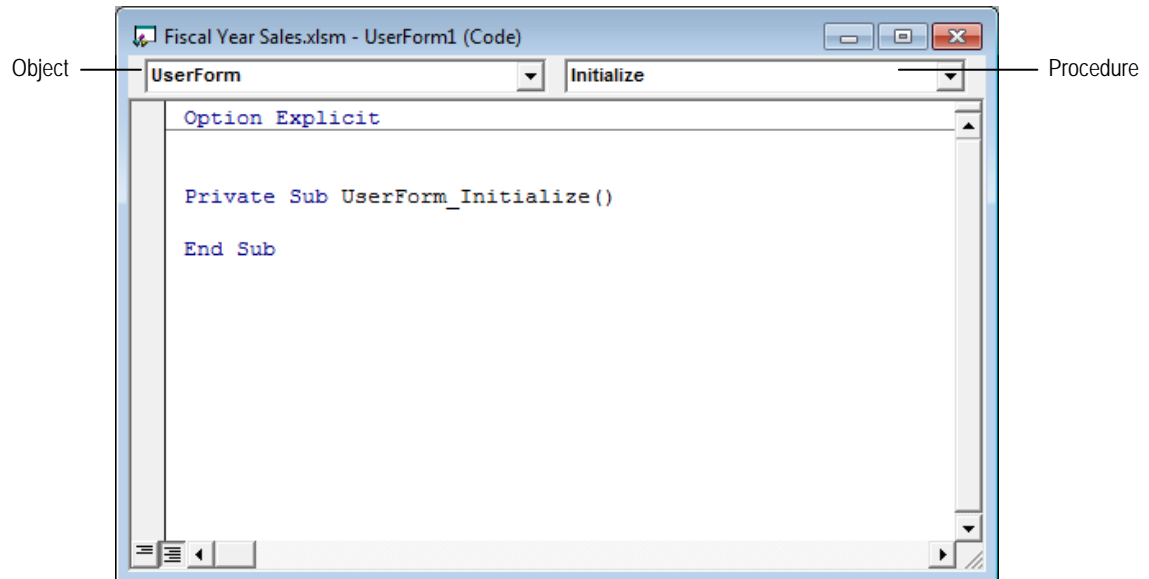 Fiscal Year Sales.xlsm - UserForm1 (Code)
Object
UserForm
Initialize
Procedure
Option Explicit
Private Sub UserForm_Initialize()
End Sub